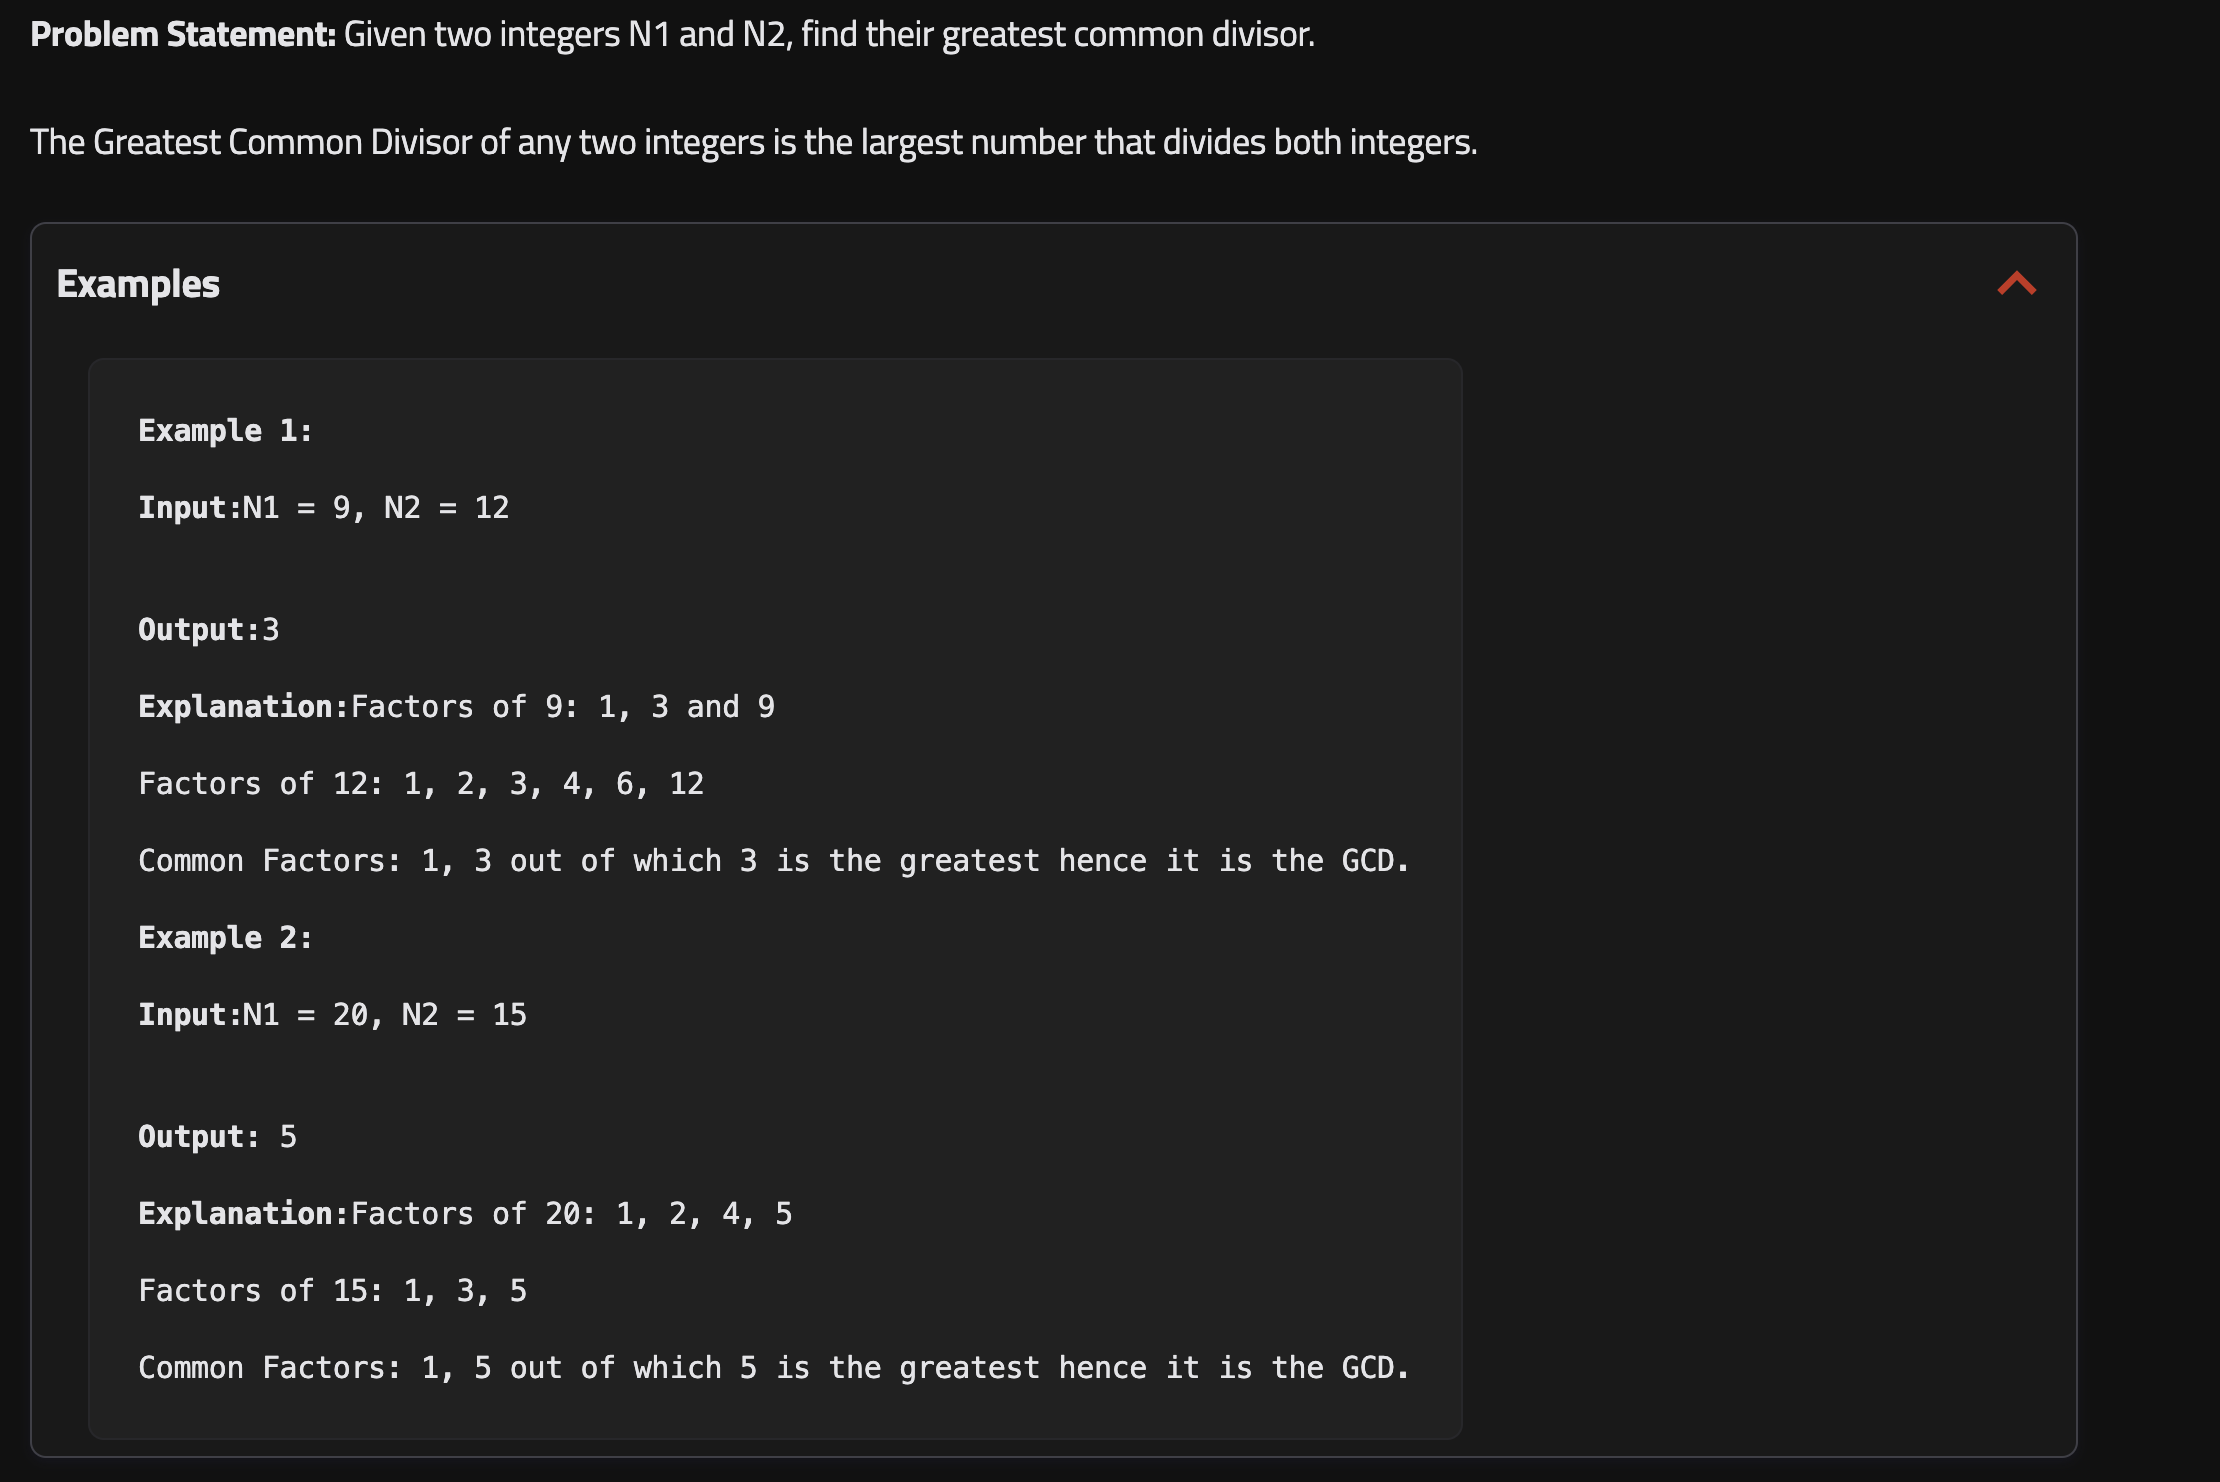 Problem Statement: Given two integers N1 and N2, find their greatest common divisor.
The Greatest Common Divisor of any two integers is the largest number that divides both integers.
Examples
Example 1:
Input:N1 = 9, N2 = 12
Output:3
Explanation:Factors of 9: 1, 3 and 9
Factors of 12: 1, 2, 3, 4, 6, 12
Common Factors: 1, 3 out of which 3 is the greatest hence it is the GCD.
Example 2:
Input:N1 = 20, N2 = 15
Output: 5
Explanation:Factors of 20: 1, 2, 4, 5
Factors of 15: 1, 3, 5
Common Factors: 1, 5 out of which 5 is the greatest hence it is the GCD.